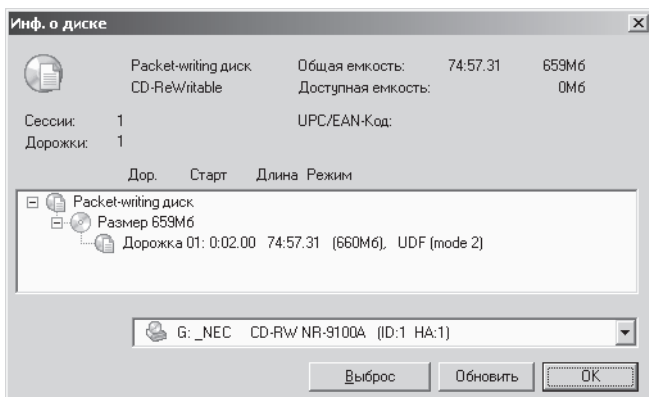 Инф. о диске
Packet-writing диск Общая емкость: 74:57.31 659Мб
CD-ReWritable Доступная емкость: 0Мб
Сессии: 1 UPC/EAN-Код:
Дорожки: 1
Дор. Старт Длина Режим
Packet-writing диск
Размер 659Мб
Дорожка 01: 0:02.00 74:57.31 (660Мб), UDF (mode 2)
G: _NEC CD-RW NR-9100A (ID:1 HA:1)
Выброс Обновить OK